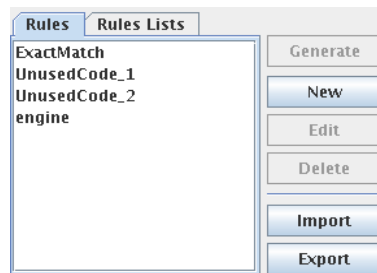 Rules Rules Lists
ExactMatch
UnusedCode_1
UnusedCode_2
engine
Generate
New
Edit
Delete
Import
Export